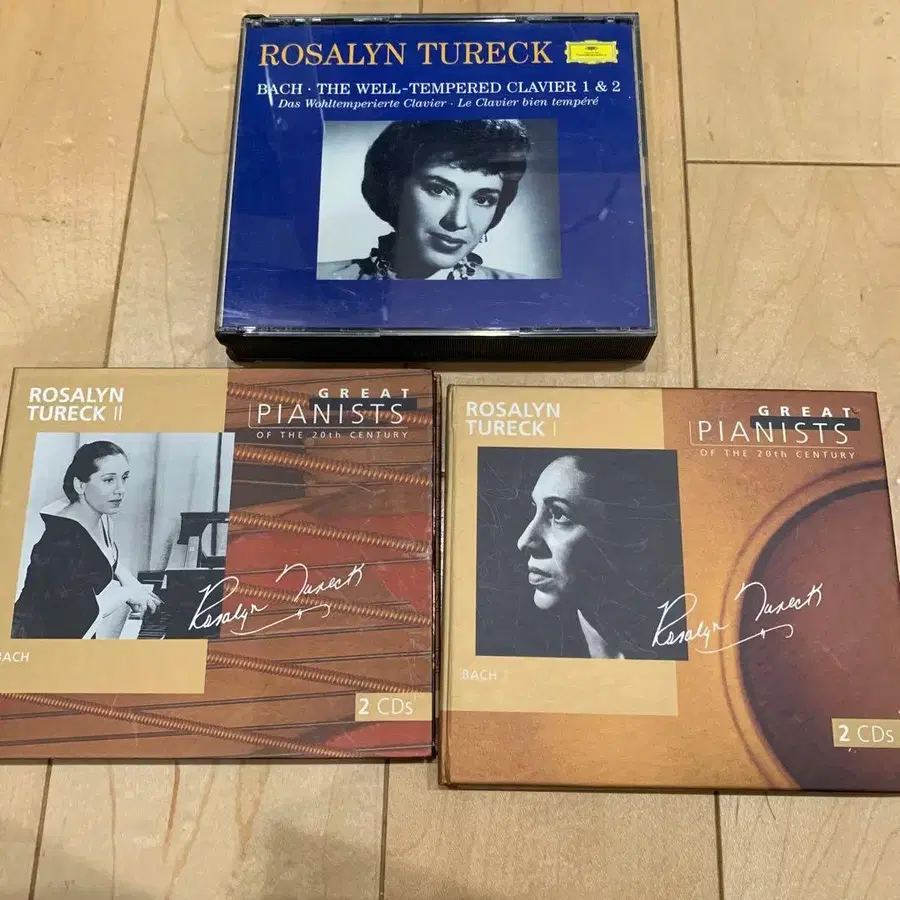 ROSALYN TURECK
BACH · THE WELL-TEMPERED CLAVIER 1 & 2
Das Wohltemperierte Clavier · Le Clavier bien tempéré
ROSALYN
TURECK II
GREAT
PIANISTS
OF THE 20th CENTURY
Rosalyn Tureck
BACH
2 CDs
ROSALYN
TURECK I
GREAT
PIANISTS
OF THE 20th CENTURY
Rosalyn Tureck
BACH
2 CDs